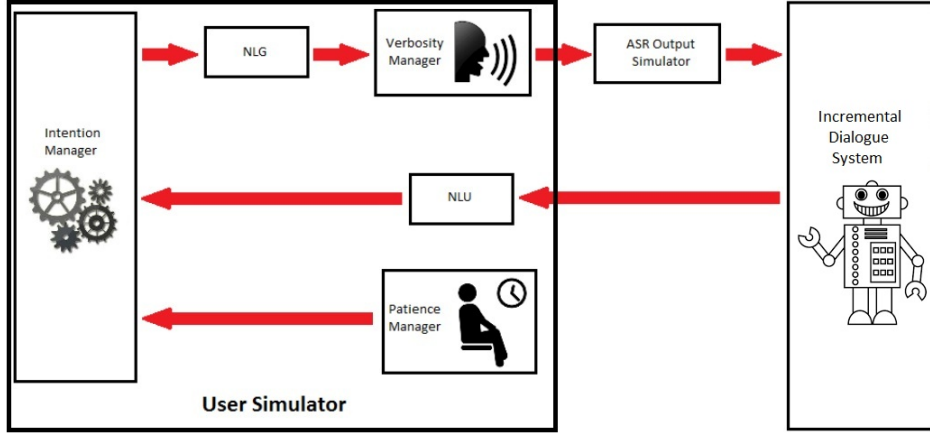 NLG
Verbosity
Manager
ASR Output
Simulator
Intention
Manager
Incremental
Dialogue
System
NLU
Patience
Manager
User Simulator